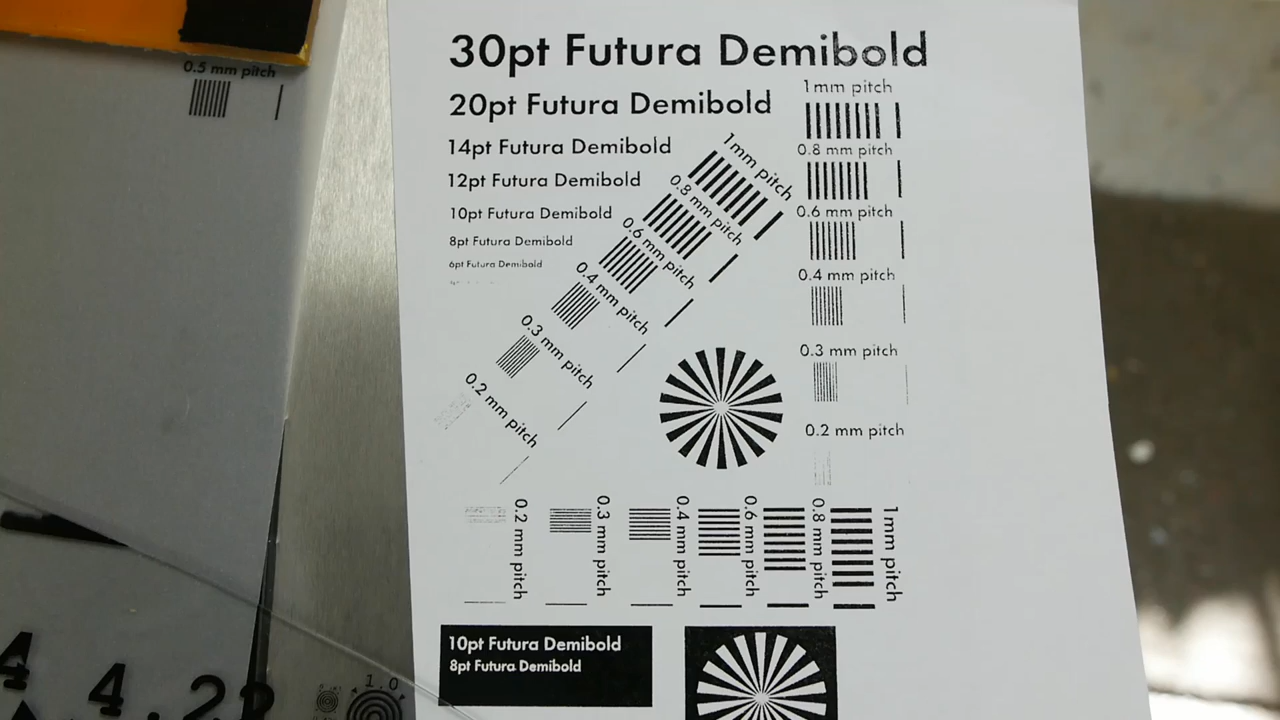 30pt Futura Demibold
20pt Futura Demibold
14pt Futura Demibold
12pt Futura Demibold
10pt Futura Demibold
8pt Futura Demibold
6pt Futura Demibold
1mm pitch
0.8 mm pitch
0.6 mm pitch
0.4 mm pitch
0.3 mm pitch
0.2 mm pitch
1mm pitch
0.8 mm pitch
0.6 mm pitch
0.4 mm pitch
0.3 mm pitch
0.2 mm pitch
0.2 mm pitch
0.3 mm pitch
0.4 mm pitch
0.6 mm pitch
0.8 mm pitch
1mm pitch
10pt Futura Demibold
8pt Futura Demibold
0.5 mm pitch
4 4.22
1.0